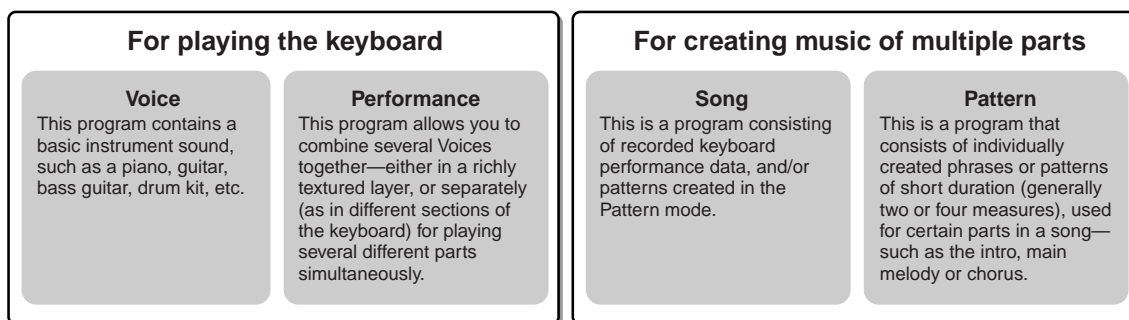 For playing the keyboard
Voice
This program contains a
basic instrument sound,
such as a piano, guitar,
bass guitar, drum kit, etc.
Performance
This program allows you to
combine several Voices
together—either in a richly
textured layer, or separately
(as in different sections of
the keyboard) for playing
several different parts
simultaneously.
For creating music of multiple parts
Song
This is a program consisting
of recorded keyboard
performance data, and/or
patterns created in the
Pattern mode.
Pattern
This is a program that
consists of individually
created phrases or patterns
of short duration (generally
two or four measures), used
for certain parts in a song—
such as the intro, main
melody or chorus.